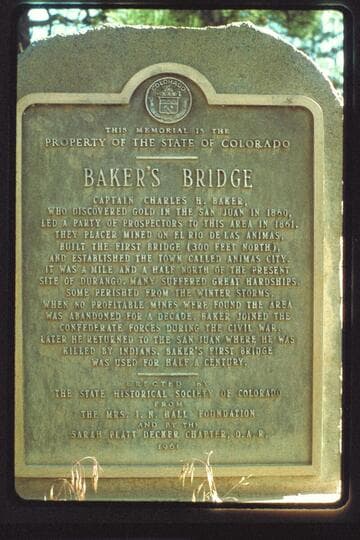 COLORADO
THIS MEMORIAL IS THE
PROPERTY OF THE STATE OF COLORADO
BAKER'S BRIDGE
CAPTAIN CHARLES H. BAKER,
WHO DISCOVERED GOLD IN THE SAN JUAN IN 1860,
LED A PARTY OF PROSPECTORS TO THIS AREA IN 1861.
THEY PLACER MINED ON EL RIO DE LAS ANIMAS,
BUILT THE FIRST BRIDGE (300 FEET NORTH),
AND ESTABLISHED THE TOWN CALLED ANIMAS CITY.
IT WAS A MILE AND A HALF NORTH OF THE PRESENT
SITE OF DURANGO. MANY SUFFERED GREAT HARDSHIPS.
SOME PERISHED FROM THE WINTER STORMS.
WHEN NO PROFITABLE MINES WERE FOUND THE AREA
WAS ABANDONED FOR A DECADE. BAKER JOINED THE
CONFEDERATE FORCES DURING THE CIVIL WAR.
LATER HE RETURNED TO THE SAN JUAN WHERE HE WAS
KILLED BY INDIANS. BAKER'S FIRST BRIDGE
WAS USED FOR HALF A CENTURY.
ERECTED BY
THE STATE HISTORICAL SOCIETY OF COLORADO
FROM
THE MRS. J. N. HALL FOUNDATION
AND BY THE
SARAH PLATT DECKER CHAPTER, D.A.R.
1961